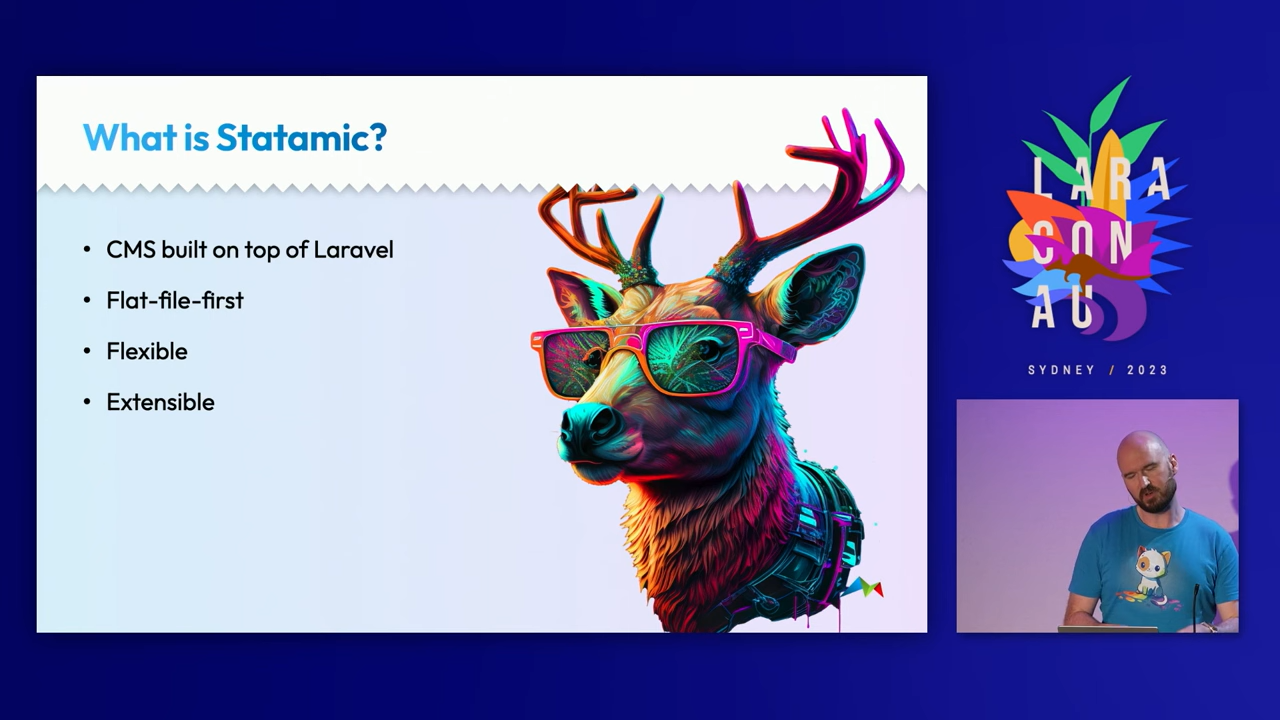 What is Statamic?
• CMS built on top of Laravel
• Flat-file-first
• Flexible
• Extensible
LARA
CON
AU
SYDNEY / 2023